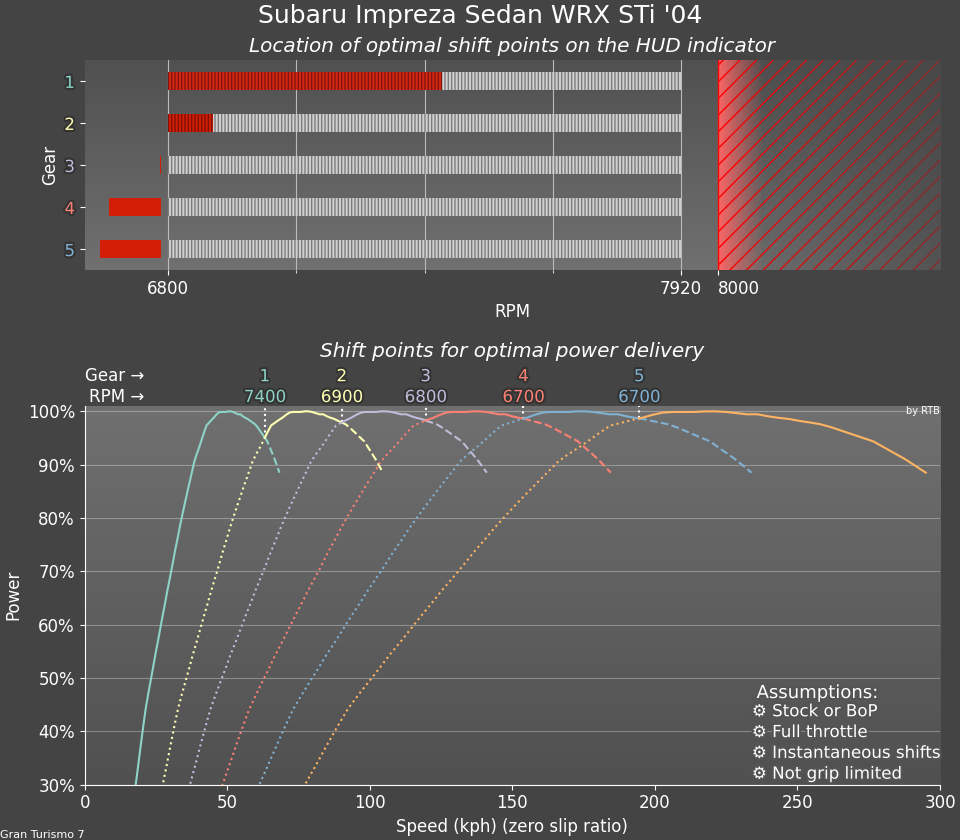 Subaru Impreza Sedan WRX STi '04
Location of optimal shift points on the HUD indicator
Gear
1
2
3
4
5
6800 7920 8000
RPM
Shift points for optimal power delivery
Gear → 1 2 3 4 5
RPM → 7400 6900 6800 6700 6700
by RTB
Power
100%
90%
80%
70%
60%
50%
40%
30%
Assumptions:
⚙ Stock or BoP
⚙ Full throttle
⚙ Instantaneous shifts
⚙ Not grip limited
0 50 100 150 200 250 300
Speed (kph) (zero slip ratio)
Gran Turismo 7